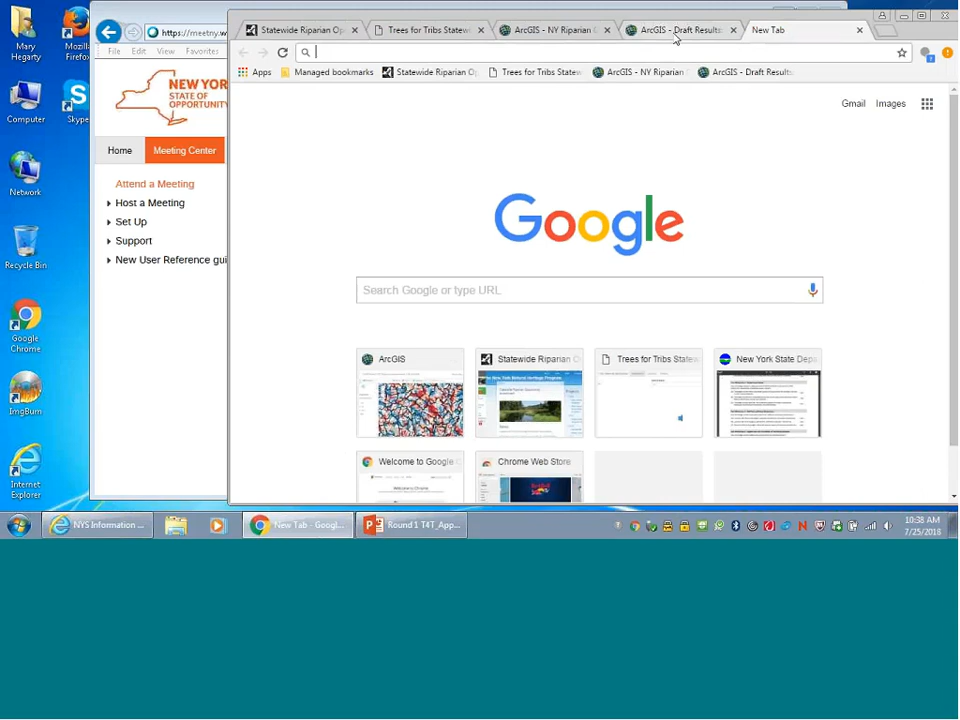 Mary
Hegarty
Mozil
Firefo
Computer
Skype
Network
Recycle Bin
Google
Chrome
ImgBurn
Internet
Explorer
https://meetny.
File Edit View Favorites
NEW YORK
STATE OF
OPPORTUNITY
Home Meeting Center
Attend a Meeting
Host a Meeting
Set Up
Support
New User Reference gui
Statewide Riparian Op
Trees for Tribs Statew
ArcGIS - NY Riparian
ArcGIS - Draft Results
New Tab
Apps Managed bookmarks Statewide Riparian Op Trees for Tribs Statew ArcGIS - NY Riparian ArcGIS - Draft Results
Gmail Images
Google
Search Google or type URL
ArcGIS
Statewide Riparian O
Trees for Tribs Statew
New York State Dep
Welcome to Google
Chrome Web Store
NYS Information ...
New Tab - Googl...
Round 1 T4T_App...
10:38 AM
7/25/2018